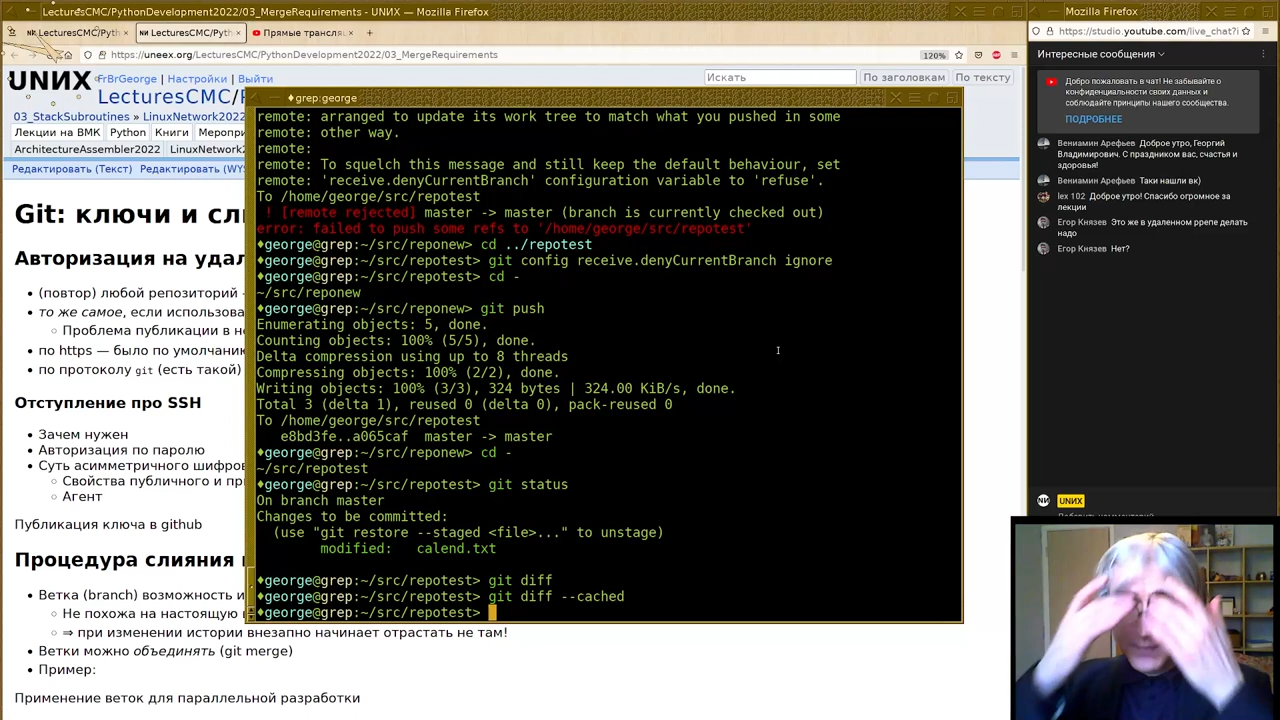 LecturesCMC/PythonDevelopment2022/03_MergeRequirements - UNИX — Mozilla Firefox
LecturesCMC/PythonDev
LecturesCMC/PythonDev
Прямые трансляц
https://uneex.org/LecturesCMC/PythonDevelopment2022/03_MergeRequirements
120%
UNИX
FrBrGeorge | Настройки | Выйти
Искать
По заголовкам
По тексту
LecturesCMC/P
03_StackSubroutines » LinuxNetwork2022
Лекции на ВМК
Python
Книги
Меропри
ArchitectureAssembler2022
LinuxNetwork2
Редактировать (Текст)
Редактировать (WYS
Git: ключи и сл
Авторизация на удал
(повтор) любой репозиторий
то же самое, если использова
Проблема публикации в н
по https — было по умолчанию
по протоколу git (есть такой)
Отступление про SSH
Зачем нужен
Авторизация по паролю
Суть асимметричного шифров
Свойства публичного и пр
Агент
Публикация ключа в github
Процедура слияния и
Ветка (branch) возможность и
Не похожа на настоящую
⇒ при изменении истории внезапно начинает отрастать не там!
Ветки можно объединять (git merge)
Пример:
Применение веток для параллельной разработки
♦grep:george
remote: arranged to update its work tree to match what you pushed in some
remote: other way.
remote:
remote: To squelch this message and still keep the default behaviour, set
remote: 'receive.denyCurrentBranch' configuration variable to 'refuse'.
To /home/george/src/repotest
! [remote rejected] master -> master (branch is currently checked out)
error: failed to push some refs to '/home/george/src/repotest'
♦george@grep:~/src/reponew> cd ../repotest
♦george@grep:~/src/repotest> git config receive.denyCurrentBranch ignore
♦george@grep:~/src/repotest> cd -
~/src/reponew
♦george@grep:~/src/reponew> git push
Enumerating objects: 5, done.
Counting objects: 100% (5/5), done.
Delta compression using up to 8 threads
Compressing objects: 100% (2/2), done.
Writing objects: 100% (3/3), 324 bytes | 324.00 KiB/s, done.
Total 3 (delta 1), reused 0 (delta 0), pack-reused 0
To /home/george/src/repotest
e8bd3fe..a065caf  master -> master
♦george@grep:~/src/reponew> cd -
~/src/repotest
♦george@grep:~/src/repotest> git status
On branch master
Changes to be committed:
(use "git restore --staged <file>..." to unstage)
modified:   calend.txt
♦george@grep:~/src/repotest> git diff
♦george@grep:~/src/repotest> git diff --cached
♦george@grep:~/src/repotest>
Mozilla Firefox
https://studio.youtube.com/live_chat?i
Интересные сообщения
Добро пожаловать в чат! Не забывайте о
конфиденциальности своих данных и
соблюдайте принципы нашего сообщества.
ПОДРОБНЕЕ
Вениамин Арефьев Доброе утро, Георгий
Владимирович. С праздником вас, счастья и
здоровья!
Вениамин Арефьев Таки нашли вк)
lex 102 Доброе утро! Спасибо огромное за
лекции
Егор Князев Это же в удаленном rрепе делать
надо
Егор Князев Нет?
NИ UNИX